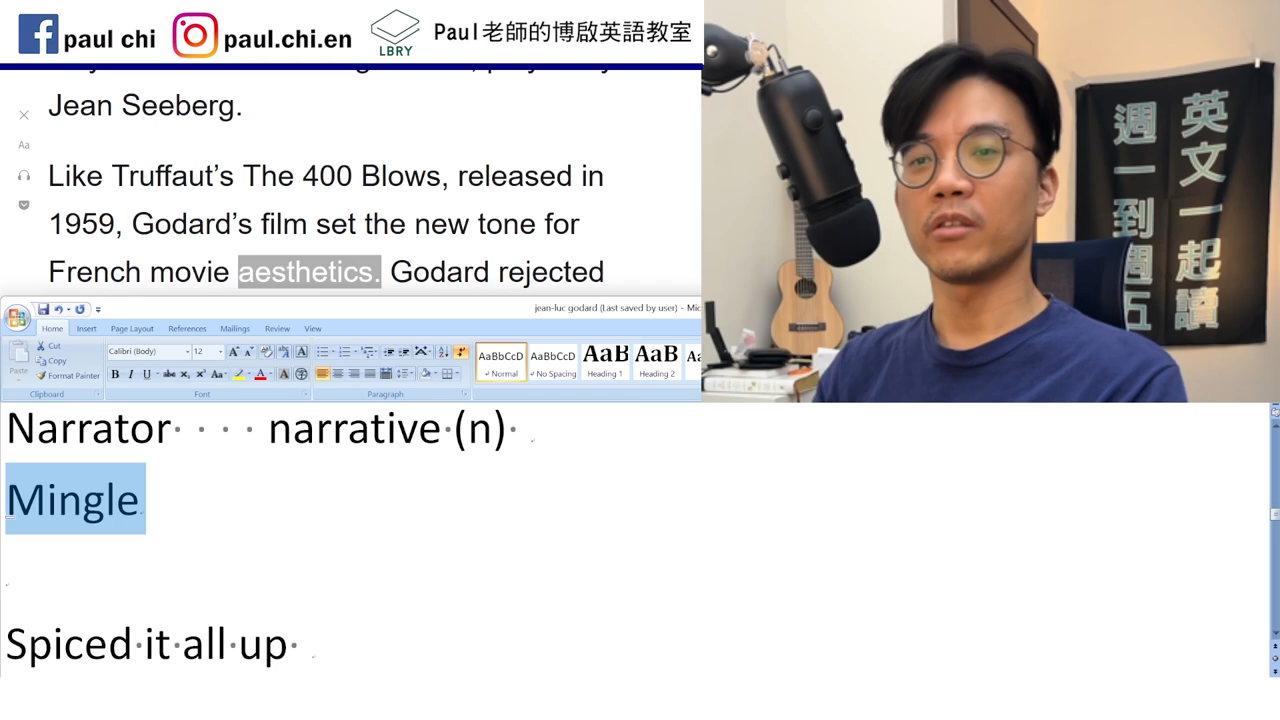 paul chi
paul.chi.en
LBRY
Paul老師的博啟英語教室
Jean Seeberg.
Like Truffaut's The 400 Blows, released in
1959, Godard's film set the new tone for
French movie aesthetics. Godard rejected
Aa
jean-luc godard (Last saved by user) - Mic
Home Insert Page Layout References Mailings Review View
Paste
Cut
Copy
Format Painter
Clipboard
Calibri (Body) 12
Font
Paragraph
AaBbCcD AaBbCcD AaBb AaB Aa
Normal No Spacing Heading 1 Heading 2
Narrator narrative (n)
Mingle
Spiced it all up
英文一起讀
週一到週五